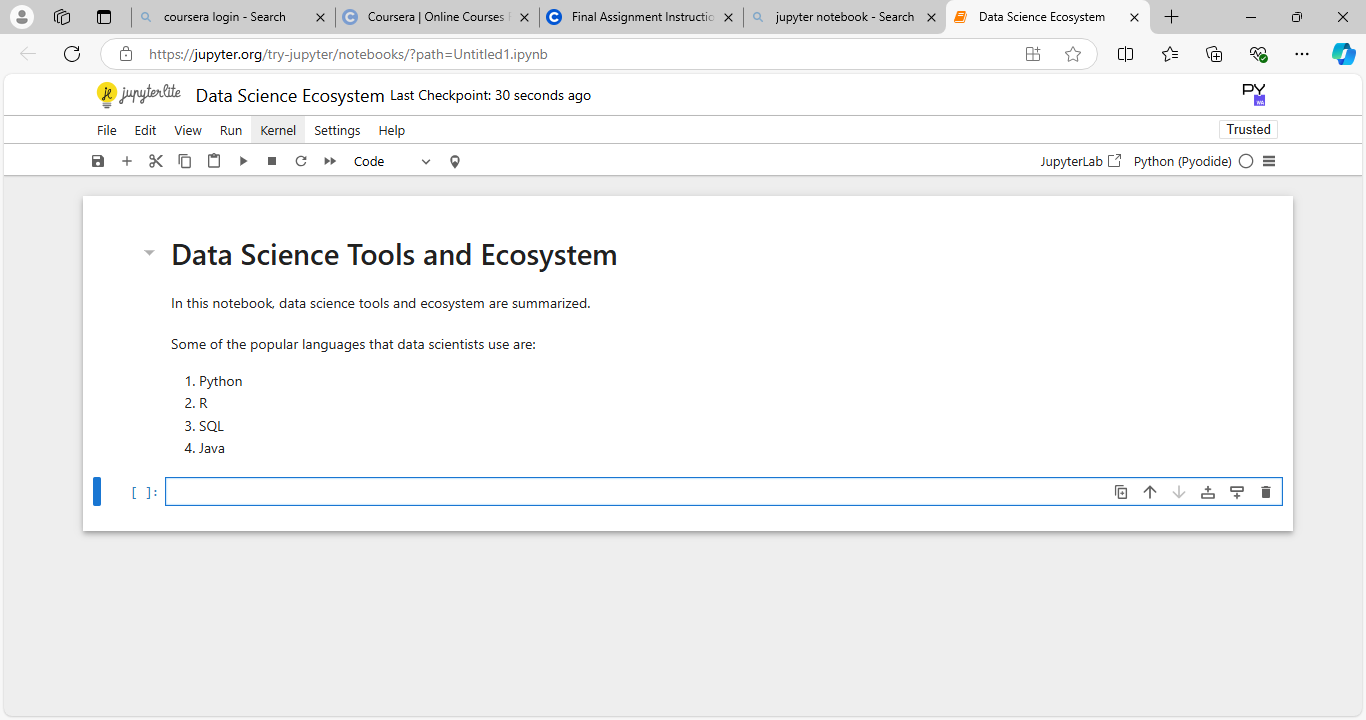 coursera login - Search
Coursera | Online Courses
Final Assignment Instructio
jupyter notebook - Search
Data Science Ecosystem
https://jupyter.org/try-jupyter/notebooks/?path=Untitled1.ipynb
jupyterlite Data Science Ecosystem Last Checkpoint: 30 seconds ago
PY
File Edit View Run Kernel Settings Help
Trusted
Code
JupyterLab Python (Pyodide)
Data Science Tools and Ecosystem
In this notebook, data science tools and ecosystem are summarized.
Some of the popular languages that data scientists use are:
1. Python
2. R
3. SQL
4. Java
[ ]: